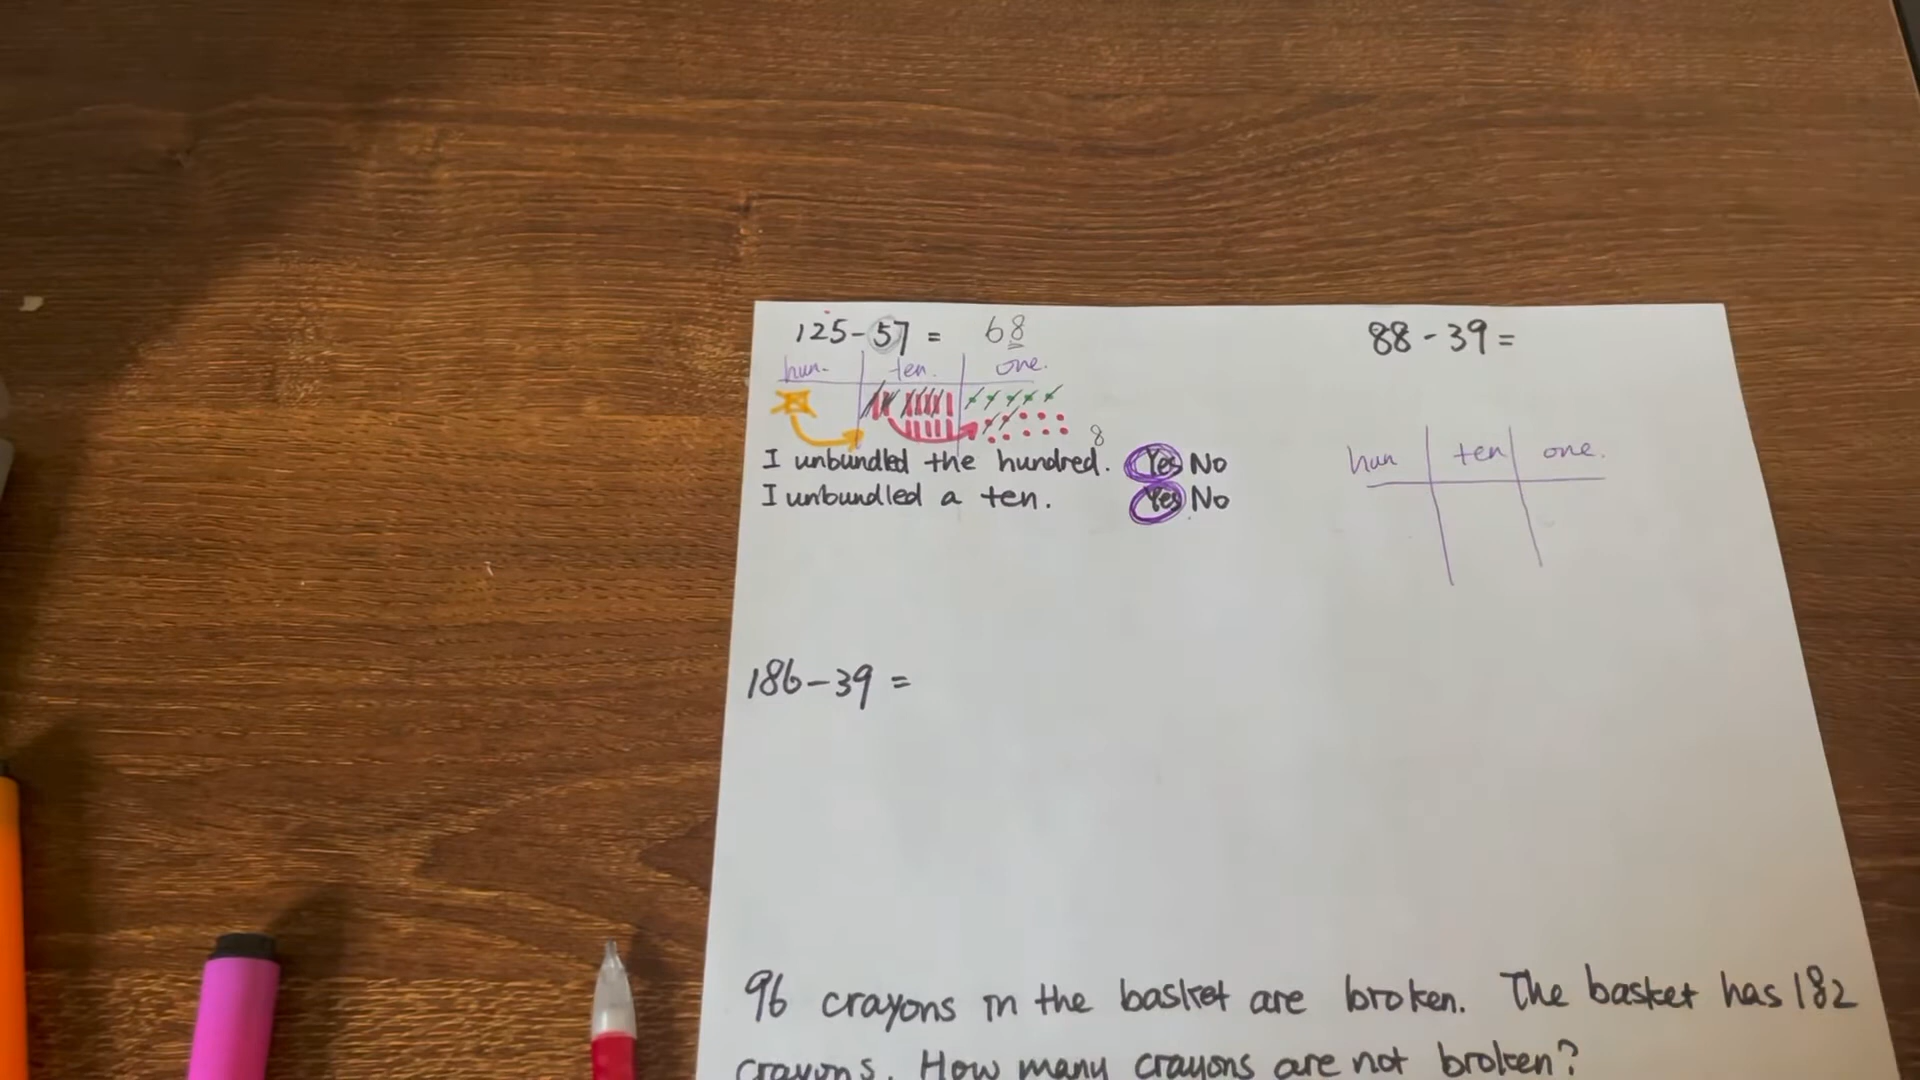 125-57 = 68
hun. ten. one.
8
I unbundled the hundred. Yes No
I unbundled a ten. Yes No
88-39=
hun ten one.
186-39 =
96 crayons in the basket are broken. The basket has 182
crayons. How many crayons are not broken?